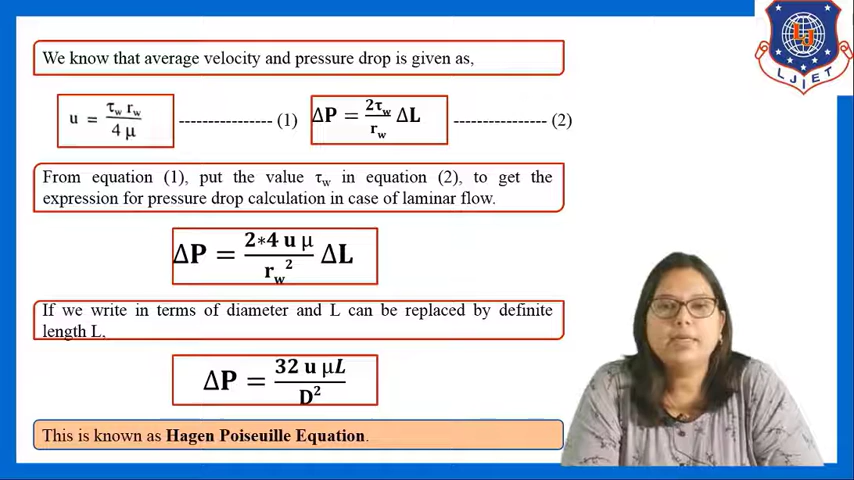 We know that average velocity and pressure drop is given as,
u = τw rw / 4 μ ---------------- (1) ΔP = 2τw / rw ΔL ---------------- (2)
From equation (1), put the value τw in equation (2), to get the
expression for pressure drop calculation in case of laminar flow.
ΔP = 2*4 u μ / rw² ΔL
If we write in terms of diameter and L can be replaced by definite
length L,
ΔP = 32 u μL / D²
This is known as Hagen Poiseuille Equation.
LJ
LJIET